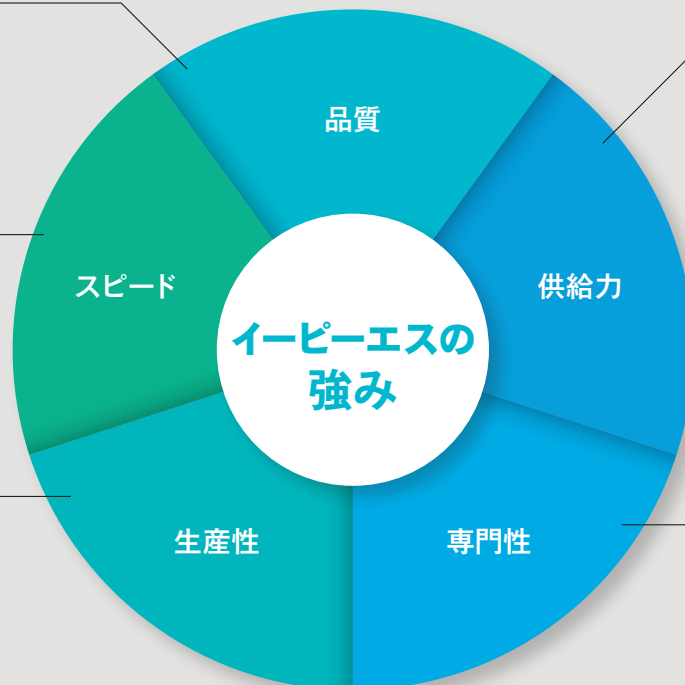 品質
供給力
専門性
生産性
スピード
イーピーエスの
強み